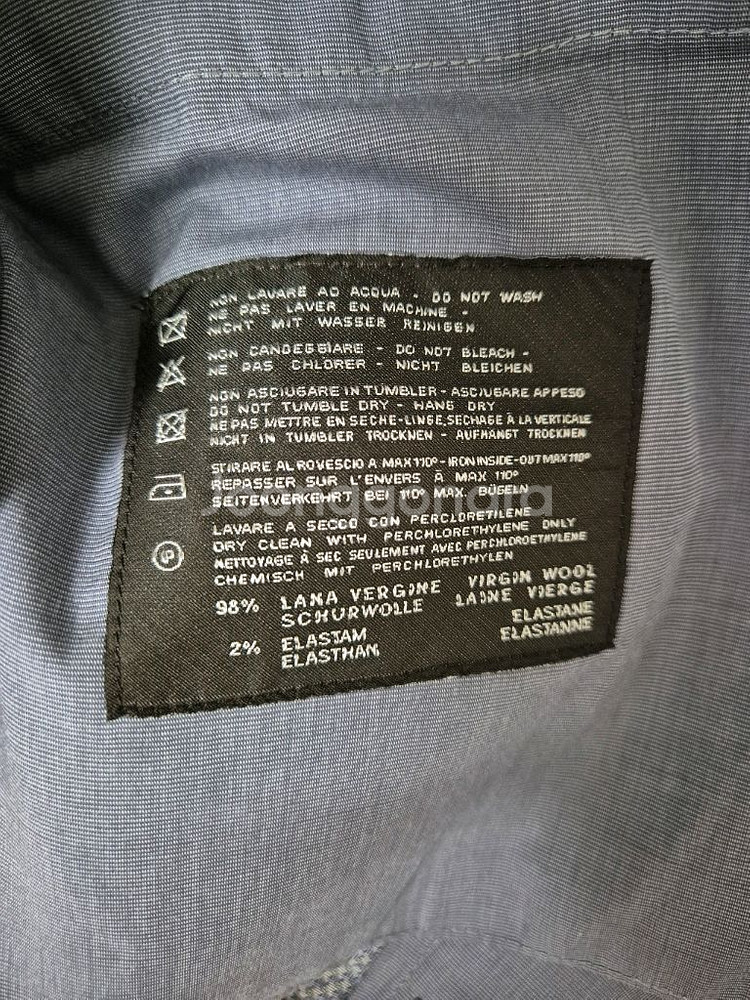 NON LAVARE AD ACQUA - DO NOT WASH
NE PAS LAVER EN MACHINE -
NICHT MIT WASSER REINIGEN
NON CANDEGGIARE - DO NOT BLEACH -
NE PAS CHLORER - NICHT BLEICHEN
NON ASCIUGARE IN TUMBLER - ASCIUGARE APPESO
DO NOT TUMBLE DRY - HANG DRY
NE PAS METTRE EN SECHE-LINGE, SECHAGE À LA VERTICALE
NICHT IN TUMBLER TROCKNEN - AUFHANGT TROCKNEN
STIRARE AL ROVESCIO A MAX 110° - IRON INSIDE-OUT MAX 110°
REPASSER SUR L'ENVERS À MAX 110°
SEITENVERKEHRT BEI 110° MAX. BÜGELN
LAVARE A SECCO CON PERCLORETILENE
DRY CLEAN WITH PERCHLORETHYLENE ONLY
NETTOYAGE À SEC SEULEMENT AVEC PERCHLOROETHYLENE
CHEMISCH MIT PERCHLORETHYLEN
P
98% LANA VERGINE VIRGIN WOOL
SCHURWOLLE LAINE VIERGE
2% ELASTAM ELASTANE
ELASTHAN ELASTANNE